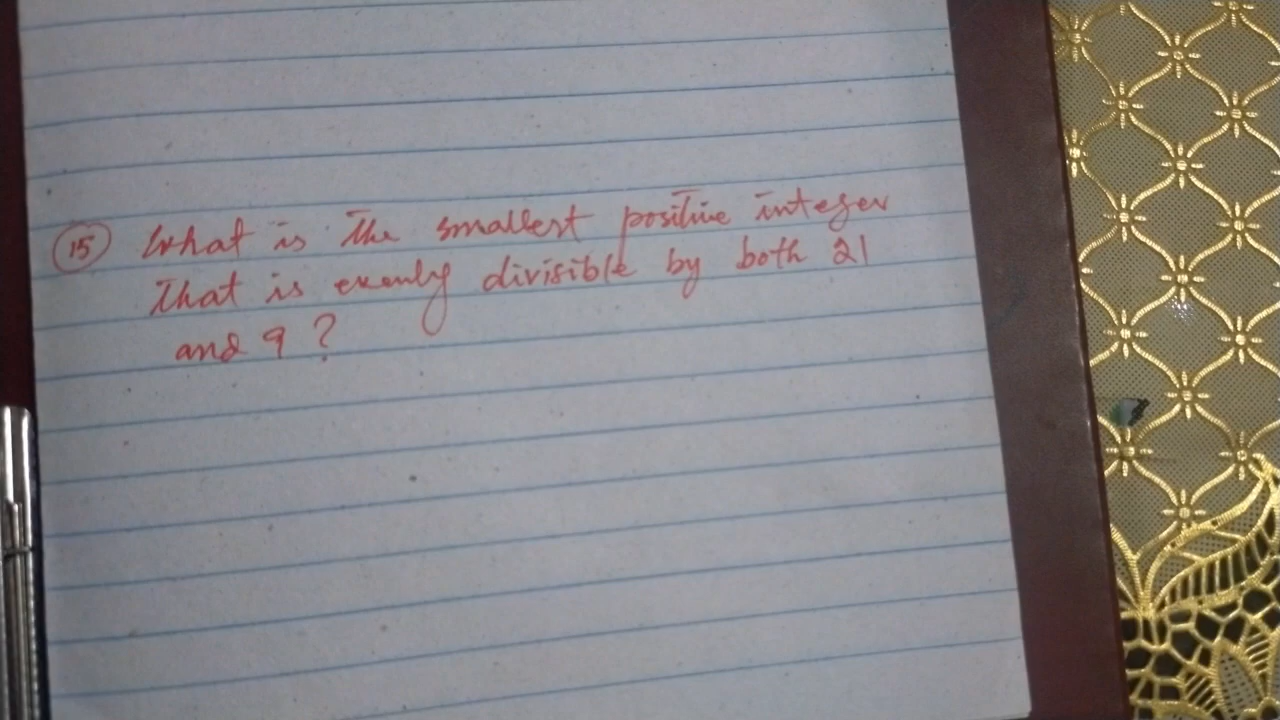 15 What is the smallest positive integer
that is evenly divisible by both 21
and 9?